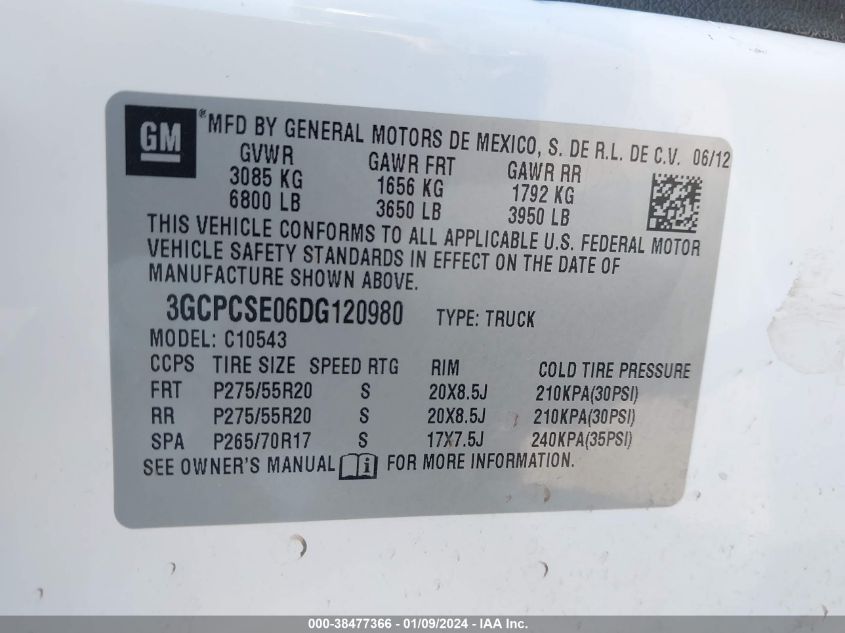 GM ®MFD BY GENERAL MOTORS DE MEXICO, S. DE R.L. DE C.V. 06/12
GVWR GAWR FRT GAWR RR
3085 KG 1656 KG 1792 KG
6800 LB 3650 LB 3950 LB
THIS VEHICLE CONFORMS TO ALL APPLICABLE U.S. FEDERAL MOTOR
VEHICLE SAFETY STANDARDS IN EFFECT ON THE DATE OF
MANUFACTURE SHOWN ABOVE.
3GCPCSE06DG120980 TYPE: TRUCK
MODEL: C10543
CCPS TIRE SIZE SPEED RTG RIM COLD TIRE PRESSURE
FRT P275/55R20 S 20X8.5J 210KPA(30PSI)
RR P275/55R20 S 20X8.5J 210KPA(30PSI)
SPA P265/70R17 S 17X7.5J 240KPA(35PSI)
SEE OWNER'S MANUAL i FOR MORE INFORMATION.
000-38477366 - 01/09/2024 - IAA Inc.